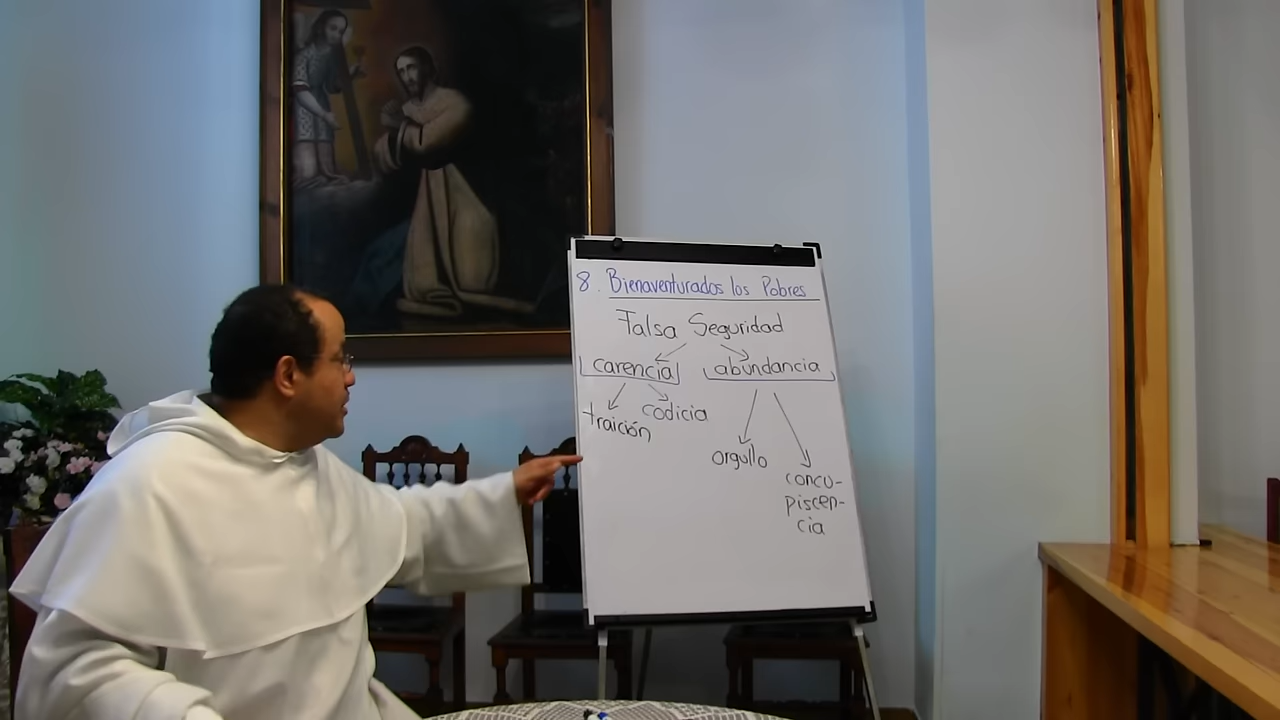 8. Bienaventurados los Pobres
Falsa Seguridad
carencia abundancia
traición codicia
orgullo
concu-
piscen-
cia